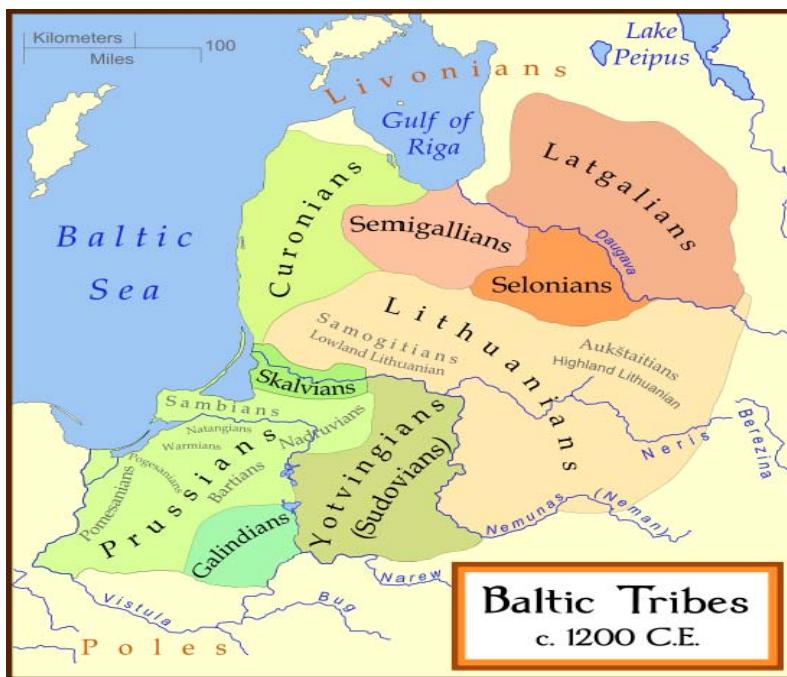 Kilometers
100
Miles
Lake
Peipus
Livonians
Gulf of
Riga
Latgalians
Curonians
Baltic
Sea
Semigallians
Daugava
Selonians
Lithuanians
Samogitians
Lowland Lithuanian
Aukštaitians
Highland Lithuanian
Skalvians
Sambians
Natangians
Nadruvians
Warmians
Pogesanians
Bartians
Pomesanians
Prussians
Yotvingians
(Sudovians)
Galindians
Neris
Berezina
Nemunas (Neman)
Narew
Bug
Vistula
Poles
Baltic Tribes
c. 1200 C.E.